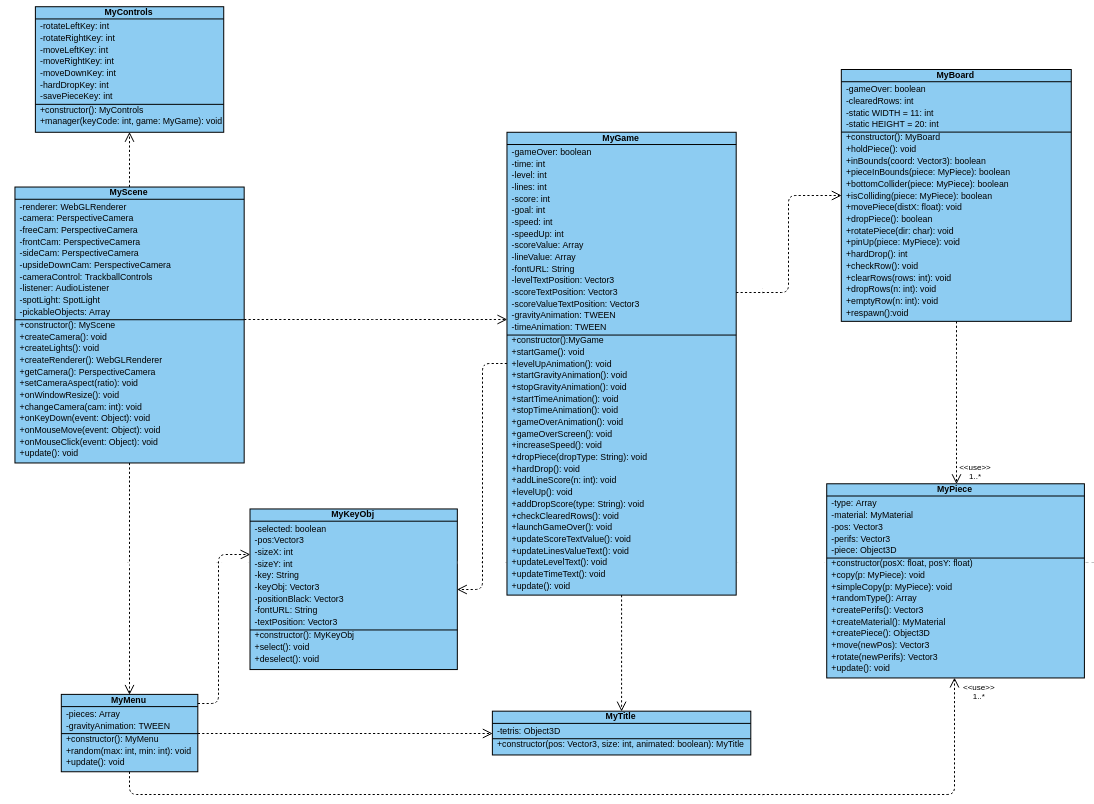 MyControls
-rotateLeftKey: int
-rotateRightKey: int
-moveLeftKey: int
-moveRightKey: int
-moveDownKey: int
-hardDropKey: int
-savePieceKey: int
+constructor(): MyControls
+manager(keyCode: int, game: MyGame): void
MyScene
-renderer: WebGLRenderer
-camera: PerspectiveCamera
-freeCam: PerspectiveCamera
-frontCam: PerspectiveCamera
-sideCam: PerspectiveCamera
-upsideDownCam: PerspectiveCamera
-cameraControl: TrackballControls
-listener: AudioListener
-spotLight: SpotLight
-pickableObjects: Array
+constructor(): MyScene
+createCamera(): void
+createLights(): void
+createRenderer(): WebGLRenderer
+getCamera(): PerspectiveCamera
+setCameraAspect(ratio): void
+onWindowResize(): void
+changeCamera(cam: int): void
+onKeyDown(event: Object): void
+onMouseMove(event: Object): void
+onMouseClick(event: Object): void
+update(): void
MyGame
-gameOver: boolean
-time: int
-level: int
-lines: int
-score: int
-goal: int
-speed: int
-speedUp: int
-scoreValue: Array
-lineValue: Array
-fontURL: String
-levelTextPosition: Vector3
-scoreTextPosition: Vector3
-scoreValueTextPosition: Vector3
-gravityAnimation: TWEEN
-timeAnimation: TWEEN
+constructor():MyGame
+startGame(): void
+levelUpAnimation(): void
+startGravityAnimation(): void
+stopGravityAnimation(): void
+startTimeAnimation(): void
+stopTimeAnimation(): void
+gameOverAnimation(): void
+gameOverScreen(): void
+increaseSpeed(): void
+dropPiece(dropType: String): void
+hardDrop(): void
+addLineScore(n: int): void
+levelUp(): void
+addDropScore(type: String): void
+checkClearedRows(): void
+launchGameOver(): void
+updateScoreTextValue(): void
+updateLinesValueText(): void
+updateLevelText(): void
+updateTimeText(): void
+update(): void
MyBoard
-gameOver: boolean
-clearedRows: int
-static WIDTH = 11: int
-static HEIGHT = 20: int
+constructor(): MyBoard
+holdPiece(): void
+inBounds(coord: Vector3): boolean
+pieceInBounds(piece: MyPiece): boolean
+bottomCollider(piece: MyPiece): boolean
+isColliding(piece: MyPiece): boolean
+movePiece(distX: float): void
+dropPiece(): boolean
+rotatePiece(dir: char): void
+pinUp(piece: MyPiece): void
+hardDrop(): int
+checkRow(): void
+clearRows(rows: int): void
+dropRows(n: int): void
+emptyRow(n: int): void
+respawn():void
<<use>>
1..*
MyPiece
-type: Array
-material: MyMaterial
-pos: Vector3
-perifs: Vector3
-piece: Object3D
+constructor(posX: float, posY: float)
+copy(p: MyPiece): void
+simpleCopy(p: MyPiece): void
+randomType(): Array
+createPerifs(): Vector3
+createMaterial(): MyMaterial
+createPiece(): Object3D
+move(newPos): Vector3
+rotate(newPerifs): Vector3
+update(): void
<<use>>
1..*
MyKeyObj
-selected: boolean
-pos:Vector3
-sizeX: int
-sizeY: int
-key: String
-keyObj: Vector3
-positionBlack: Vector3
-fontURL: String
-textPosition: Vector3
+constructor(): MyKeyObj
+select(): void
+deselect(): void
MyMenu
-pieces: Array
-gravityAnimation: TWEEN
+constructor(): MyMenu
+random(max: int, min: int): void
+update(): void
MyTitle
-tetris: Object3D
+constructor(pos: Vector3, size: int, animated: boolean): MyTitle